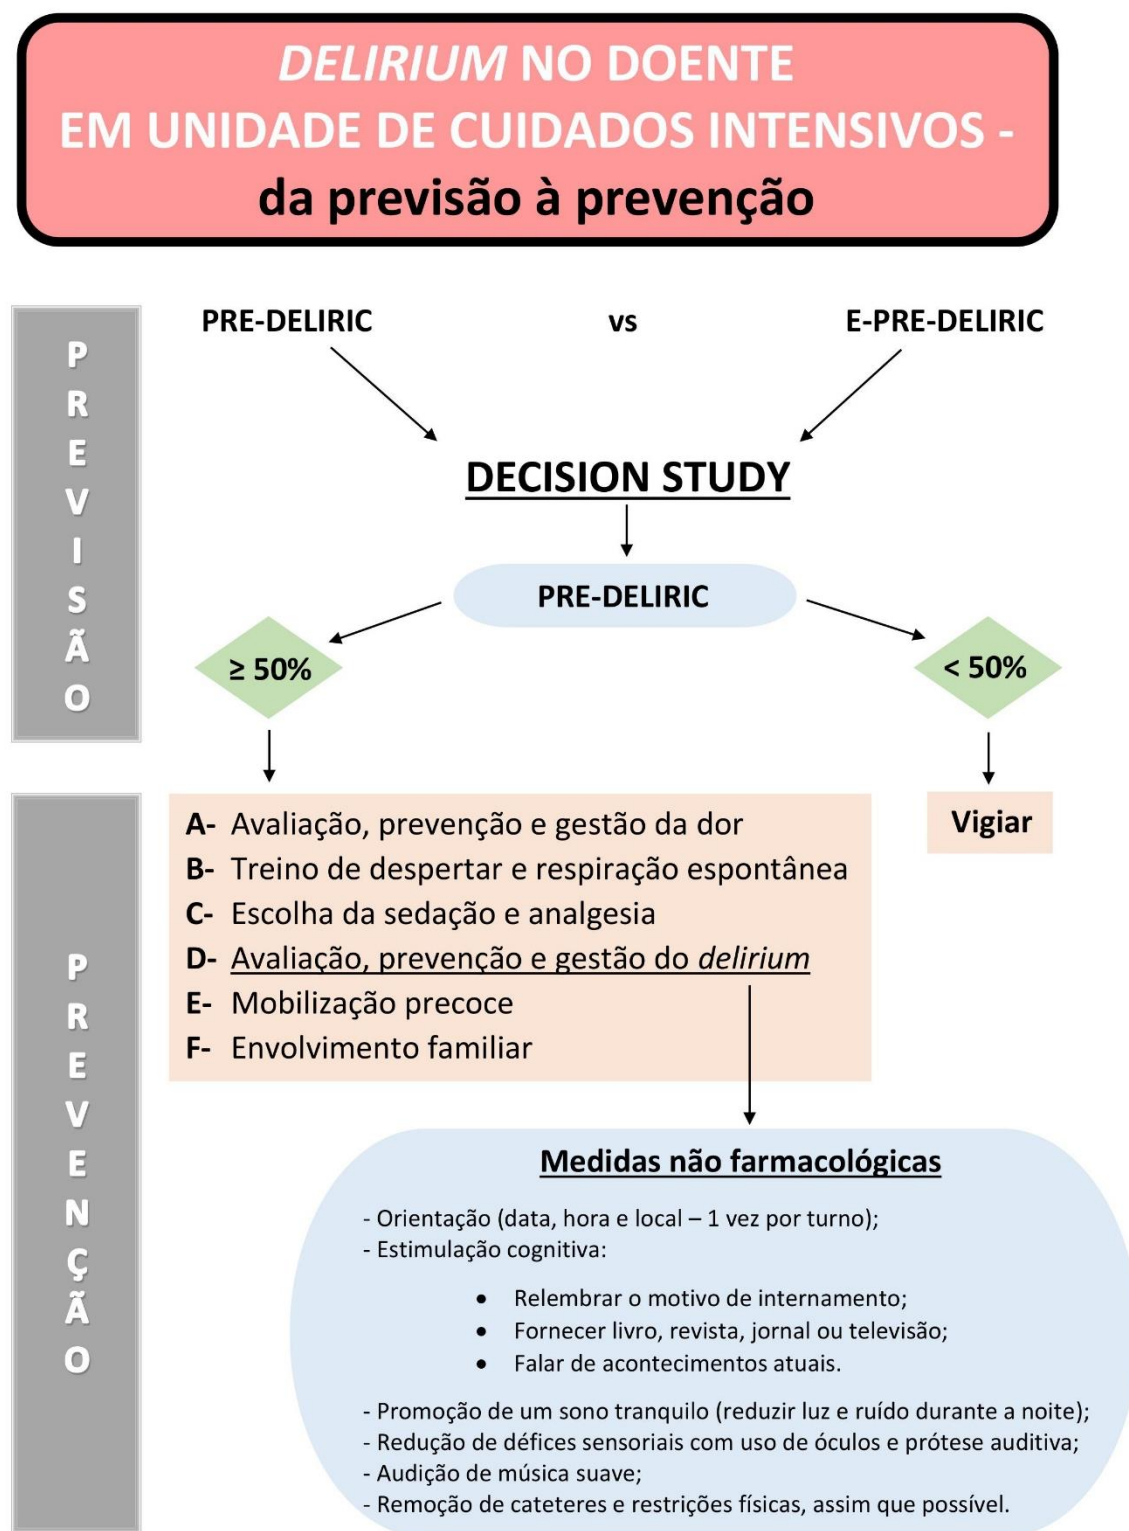 DELIRIUM NO DOENTE
EM UNIDADE DE CUIDADOS INTENSIVOS -
da previsão à prevenção
PREVISÃO
PRE-DELIRIC vs E-PRE-DELIRIC
DECISION STUDY
PRE-DELIRIC
≥ 50%
< 50%
PREVENÇÃO
A- Avaliação, prevenção e gestão da dor
B- Treino de despertar e respiração espontânea
C- Escolha da sedação e analgesia
D- Avaliação, prevenção e gestão do delirium
E- Mobilização precoce
F- Envolvimento familiar
Vigiar
Medidas não farmacológicas
- Orientação (data, hora e local – 1 vez por turno);
- Estimulação cognitiva:
• Relembrar o motivo de internamento;
• Fornecer livro, revista, jornal ou televisão;
• Falar de acontecimentos atuais.
- Promoção de um sono tranquilo (reduzir luz e ruído durante a noite);
- Redução de défices sensoriais com uso de óculos e prótese auditiva;
- Audição de música suave;
- Remoção de cateteres e restrições físicas, assim que possível.